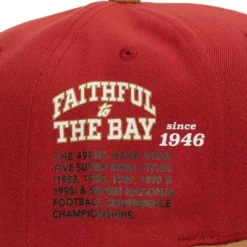 FAITHFUL
to
THE BAY
since
1946
THE 49ERS HAVE WON
FIVE SUPER BOWL TITLES
(1982, 1985, 1989, 1990 &
1995) & SEVEN NATIONAL
FOOTBALL CONFERENCE
CHAMPIONSHIPS.